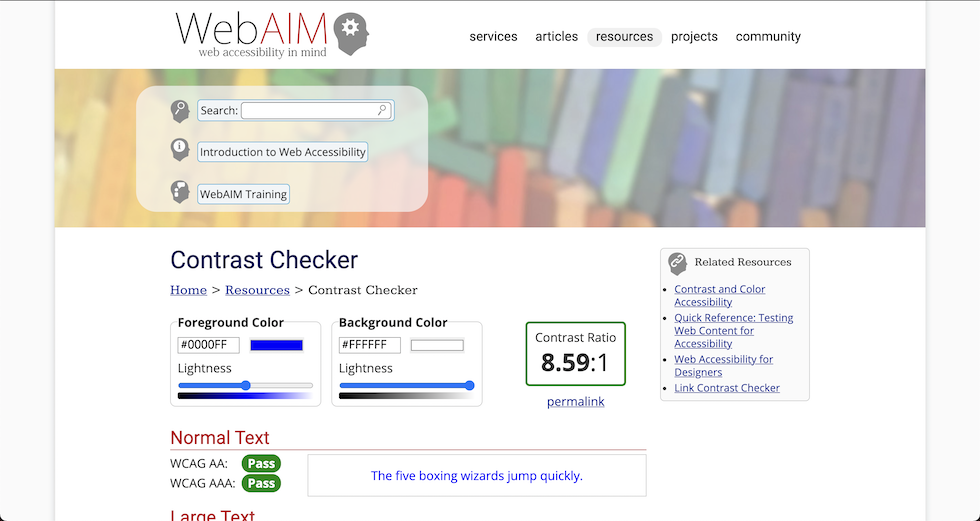 WebAIM
web accessibility in mind
services articles resources projects community
Search:
Introduction to Web Accessibility
WebAIM Training
Contrast Checker
Home > Resources > Contrast Checker
Foreground Color
#0000FF
Lightness
Background Color
#FFFFFF
Lightness
Contrast Ratio
8.59:1
permalink
Normal Text
WCAG AA: Pass
WCAG AAA: Pass
The five boxing wizards jump quickly.
Large Text
Related Resources
Contrast and Color
Accessibility
Quick Reference: Testing
Web Content for
Accessibility
Web Accessibility for
Designers
Link Contrast Checker